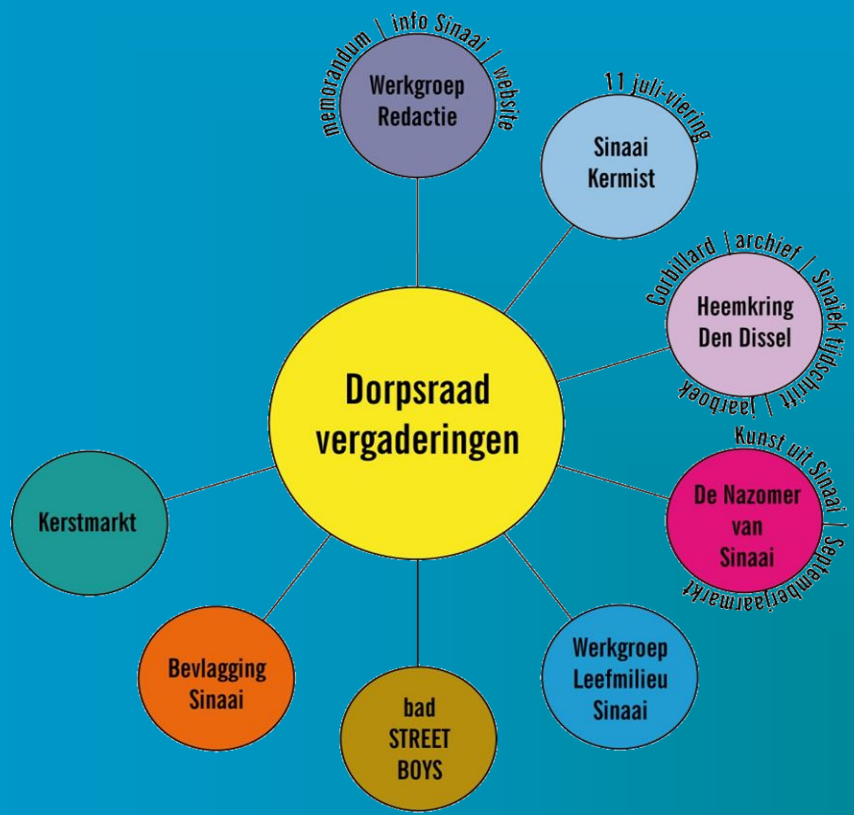 memorandum | info Sinaai | website
Werkgroep
Redactie
11 juli-viering
Sinaai
Kermist
Corbillard | archief | Sinaiek tijdschrift | jaarboek
Heemkring
Den Dissel
Dorpsraad
vergaderingen
Kunst uit Sinaai | Septemberjaarmarkt
De Nazomer
van
Sinaai
Kerstmarkt
Werkgroep
Leefmilieu
Sinaai
Bevlagging
Sinaai
bad
STREET
BOYS